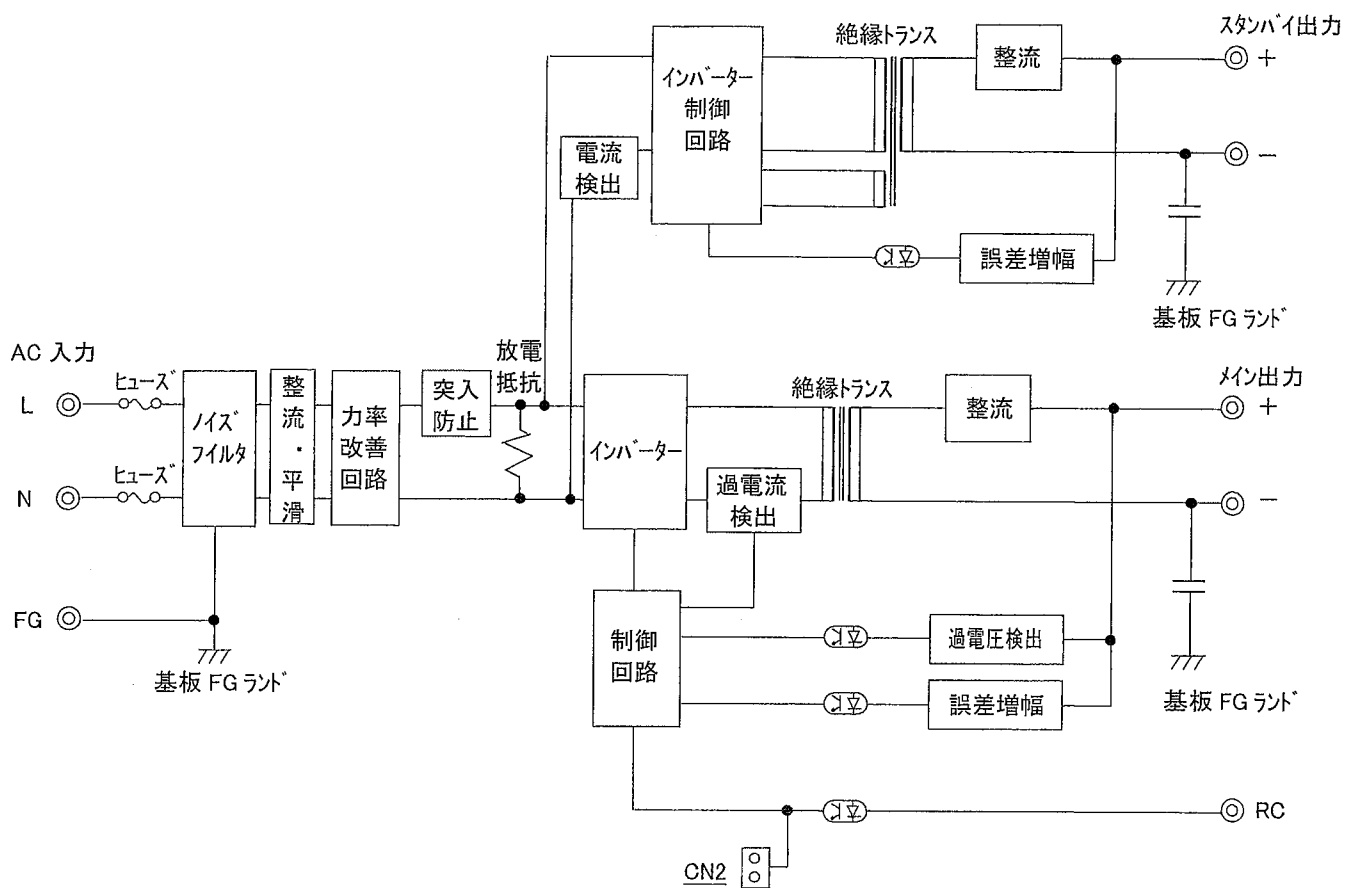 スタンバイ出力
+
−
インバーター
制御
回路
絶縁トランス
整流
電流
検出
誤差増幅
基板 FG ランド
AC 入力
L
N
FG
ヒューズ
ヒューズ
ノイズ
フイルタ
整
流
・
平
滑
力率
改善
回路
突入
防止
放電
抵抗
基板 FG ランド
インバーター
過電流
検出
絶縁トランス
整流
メイン出力
+
−
制御
回路
過電圧検出
誤差増幅
基板 FG ランド
RC
CN2